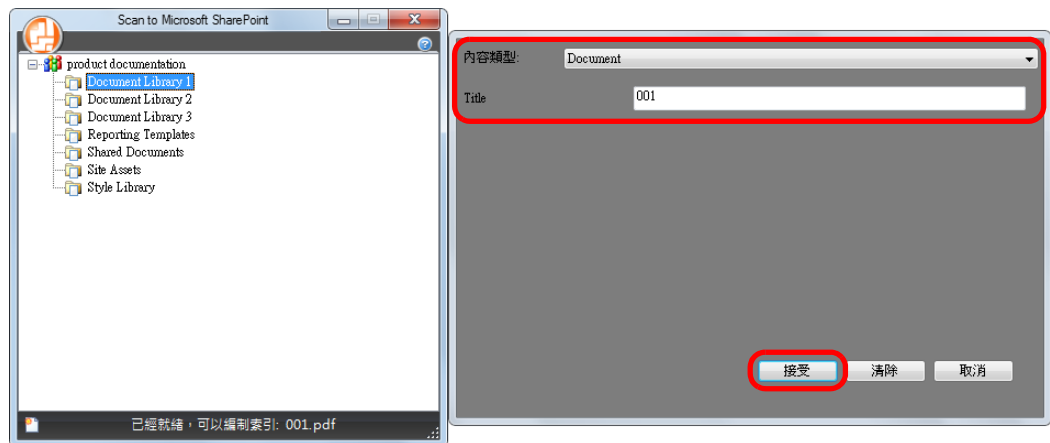 Scan to Microsoft SharePoint
product documentation
Document Library 1
Document Library 2
Document Library 3
Reporting Templates
Shared Documents
Site Assets
Style Library
已經就緒，可以編制索引: 001.pdf
內容類型: Document
Title 001
接受 清除 取消